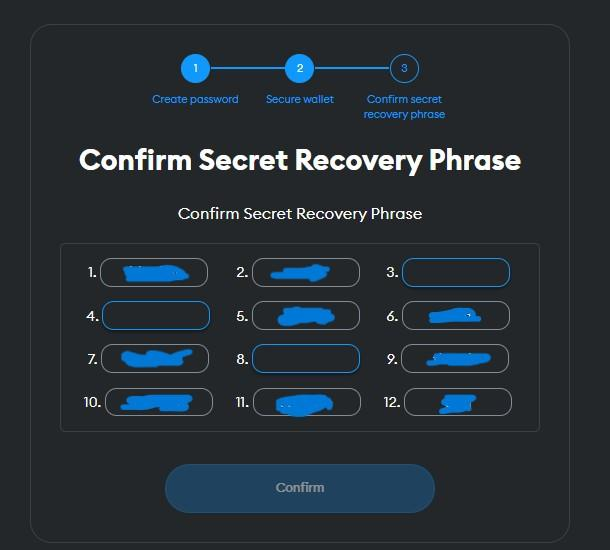 1 2 3
Create password Secure wallet Confirm secret
recovery phrase
Confirm Secret Recovery Phrase
Confirm Secret Recovery Phrase
1. 2. 3.
4. 5. 6.
7. 8. 9.
10. 11. 12.
Confirm